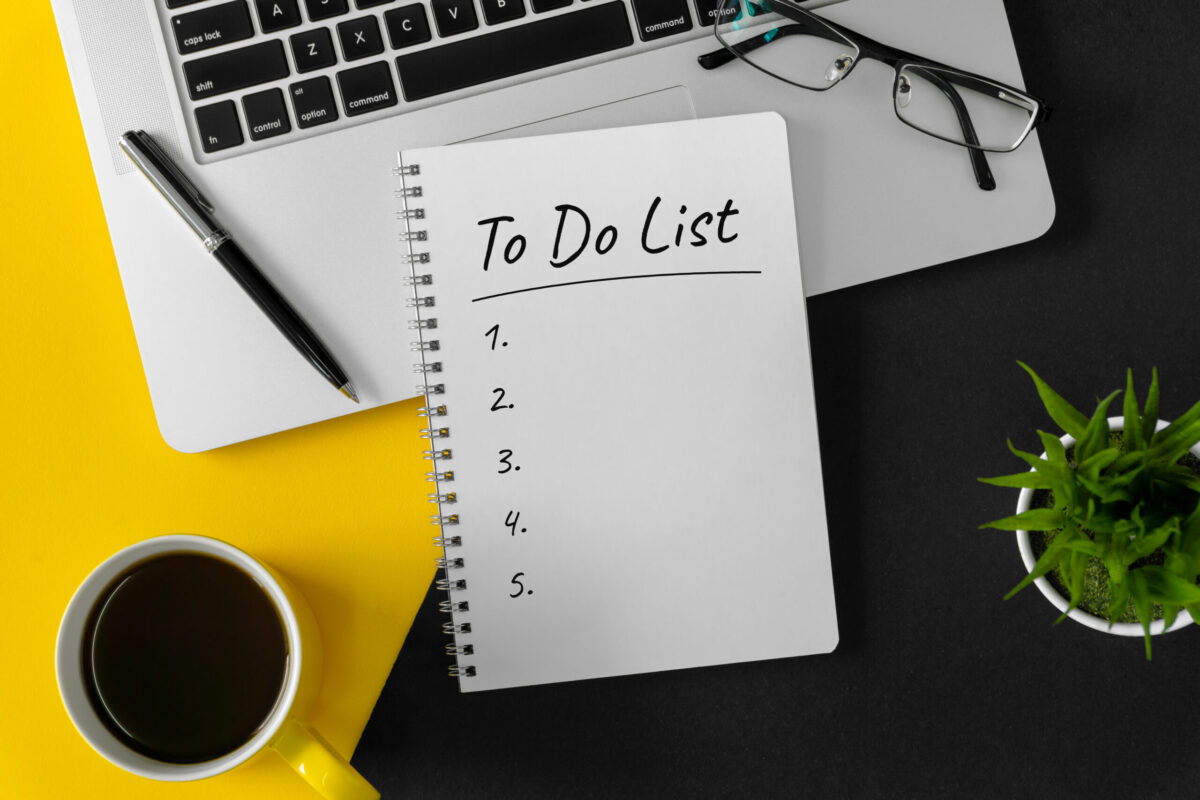 caps lock A X C V B
shift Z command option
fn control alt option command
To Do List
1.
2.
3.
4.
5.